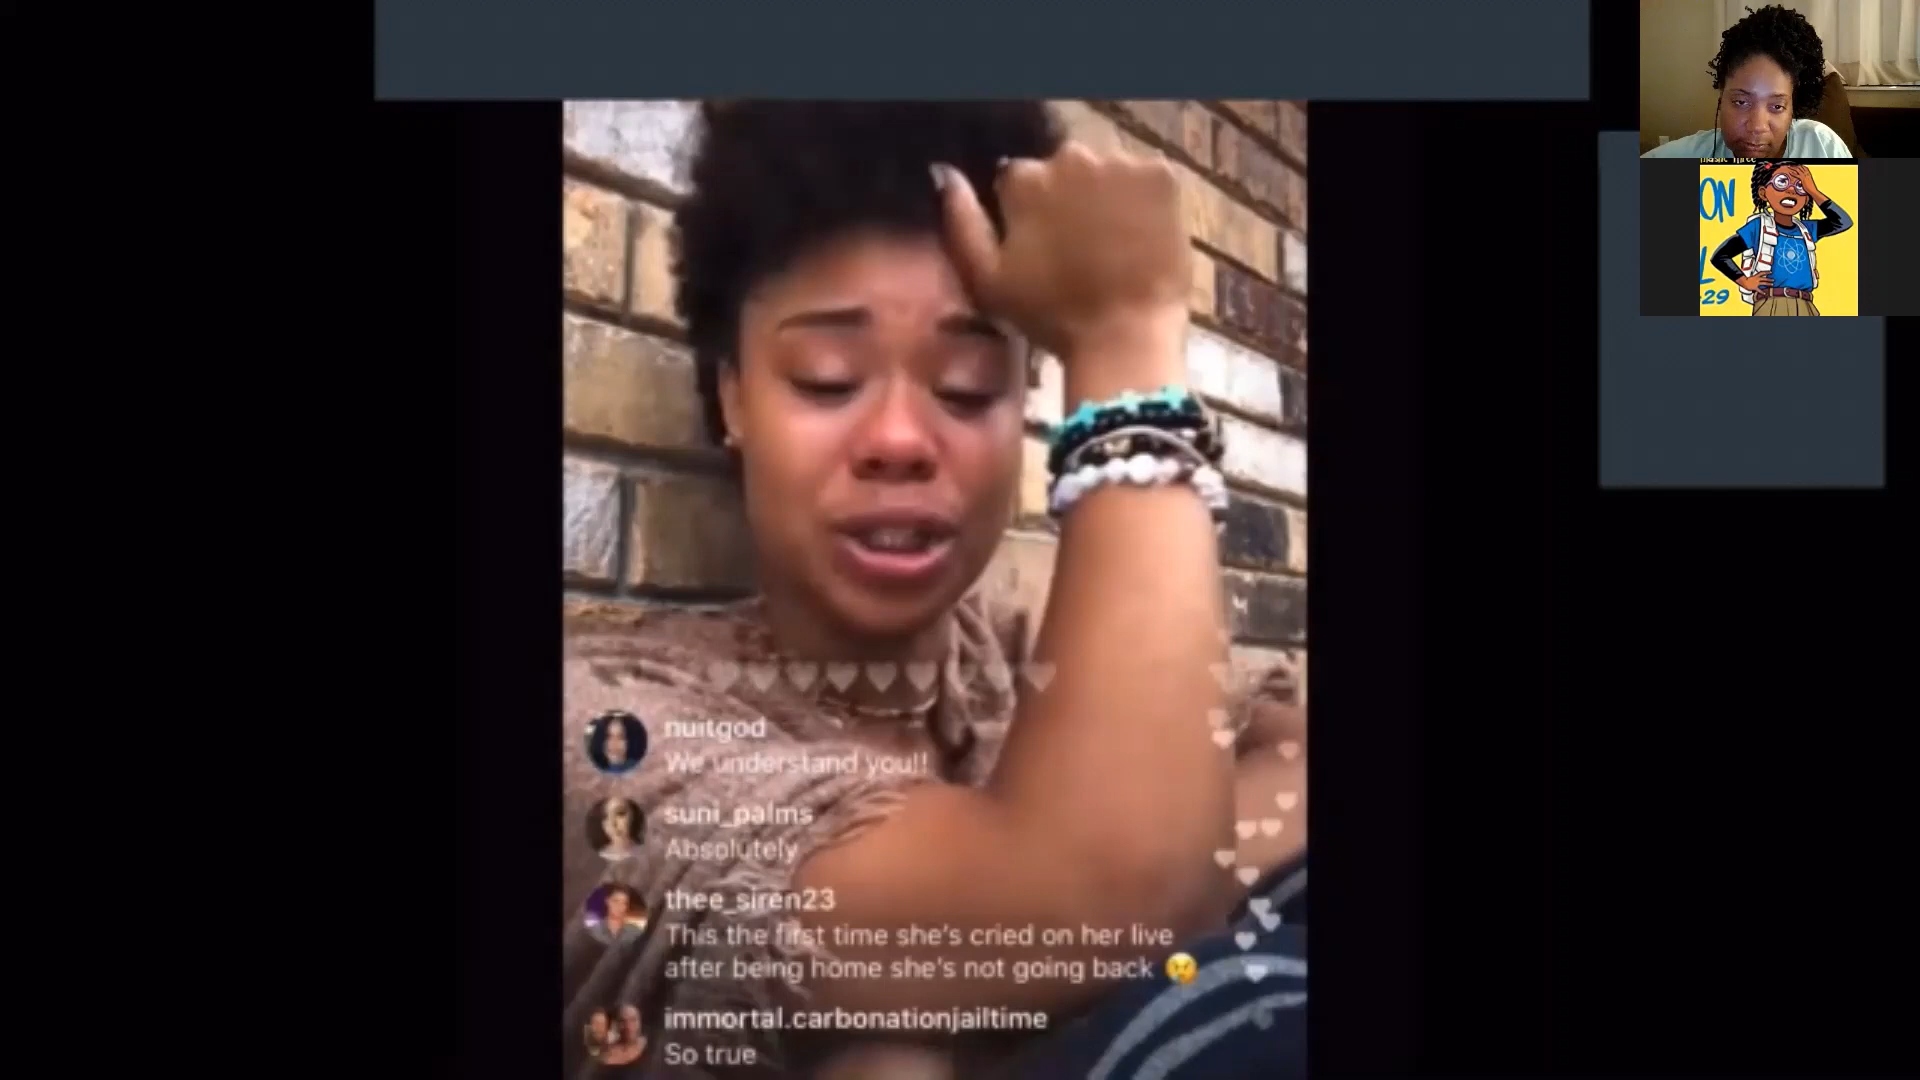 nuitgod
We understand you!!
suni_palms
Absolutely
thee_siren23
This the first time she's cried on her live
after being home she's not going back 🤢
immortal.carbonationjailtime
So true
ON
L
29